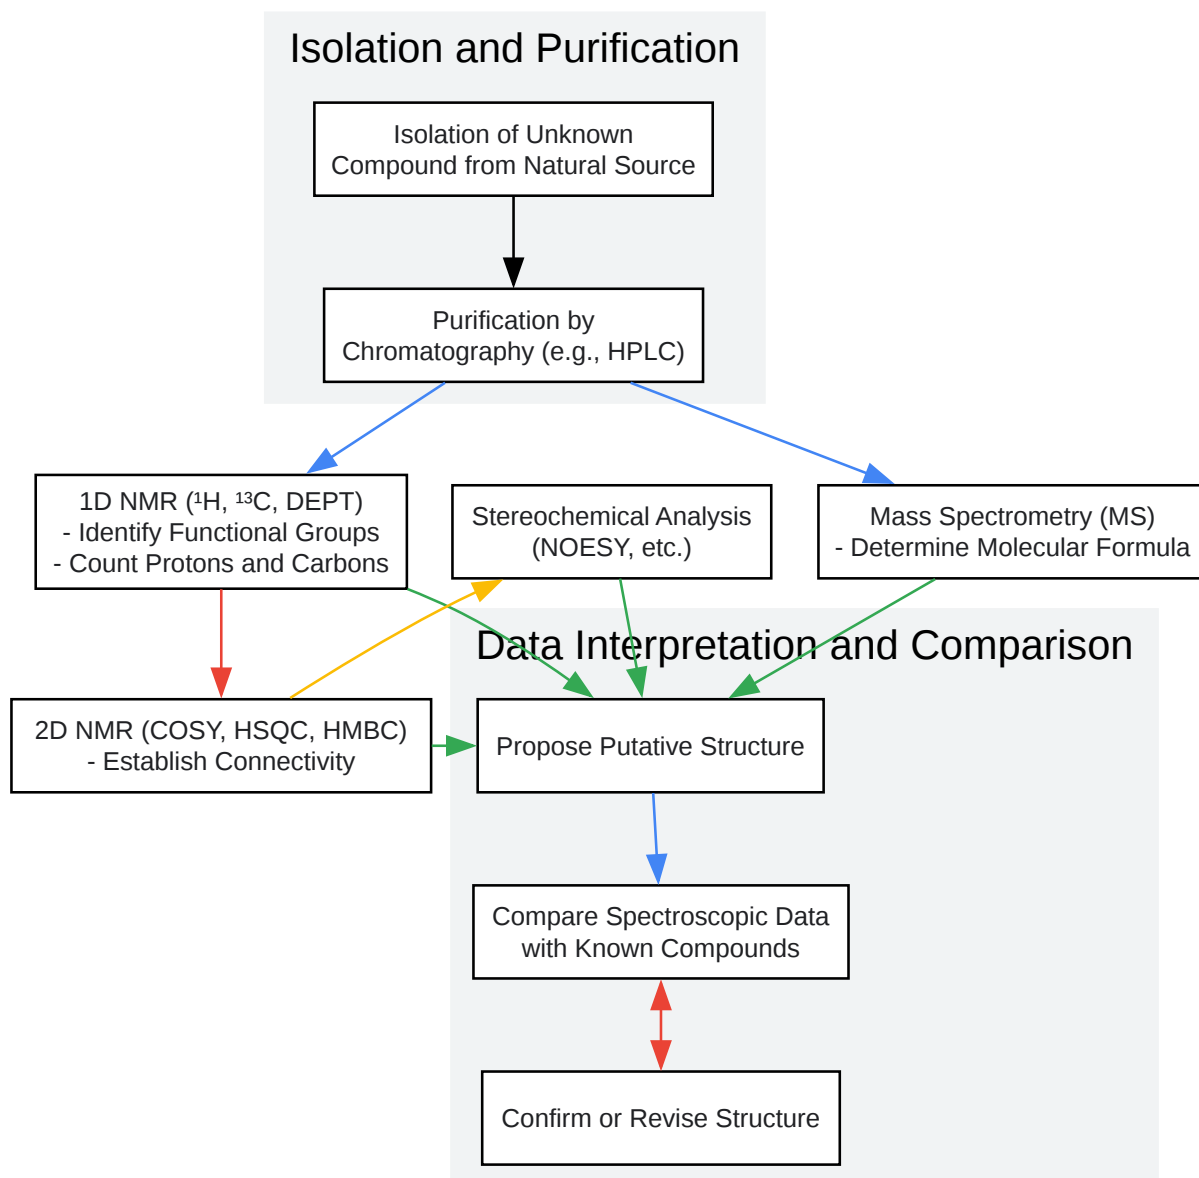 Isolation and Purification
Isolation of Unknown
Compound from Natural Source
Purification by
Chromatography (e.g., HPLC)
1D NMR (¹H, ¹³C, DEPT)
- Identify Functional Groups
- Count Protons and Carbons
Stereochemical Analysis
(NOESY, etc.)
Mass Spectrometry (MS)
- Determine Molecular Formula
Data Interpretation and Comparison
2D NMR (COSY, HSQC, HMBC)
- Establish Connectivity
Propose Putative Structure
Compare Spectroscopic Data
with Known Compounds
Confirm or Revise Structure